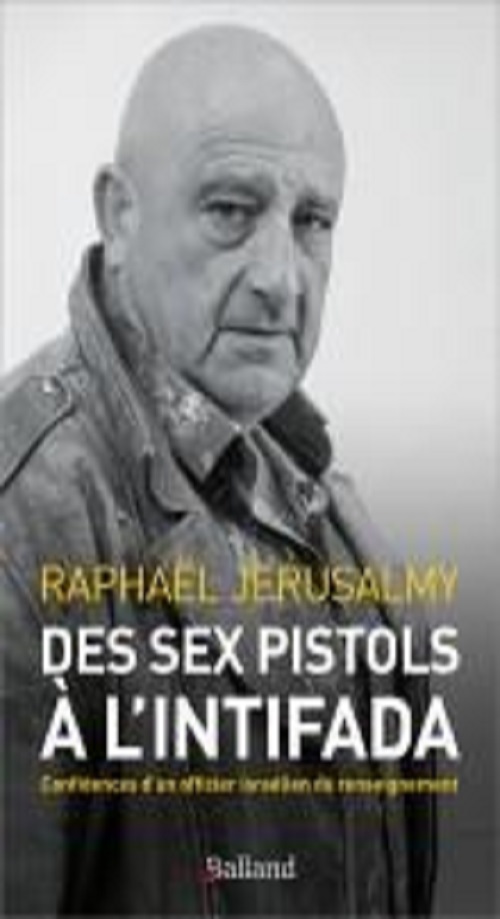 RAPHAËL JERUSALMY
DES SEX PISTOLS
À L'INTIFADA
Confidences d'un officier israélien du renseignement
Balland